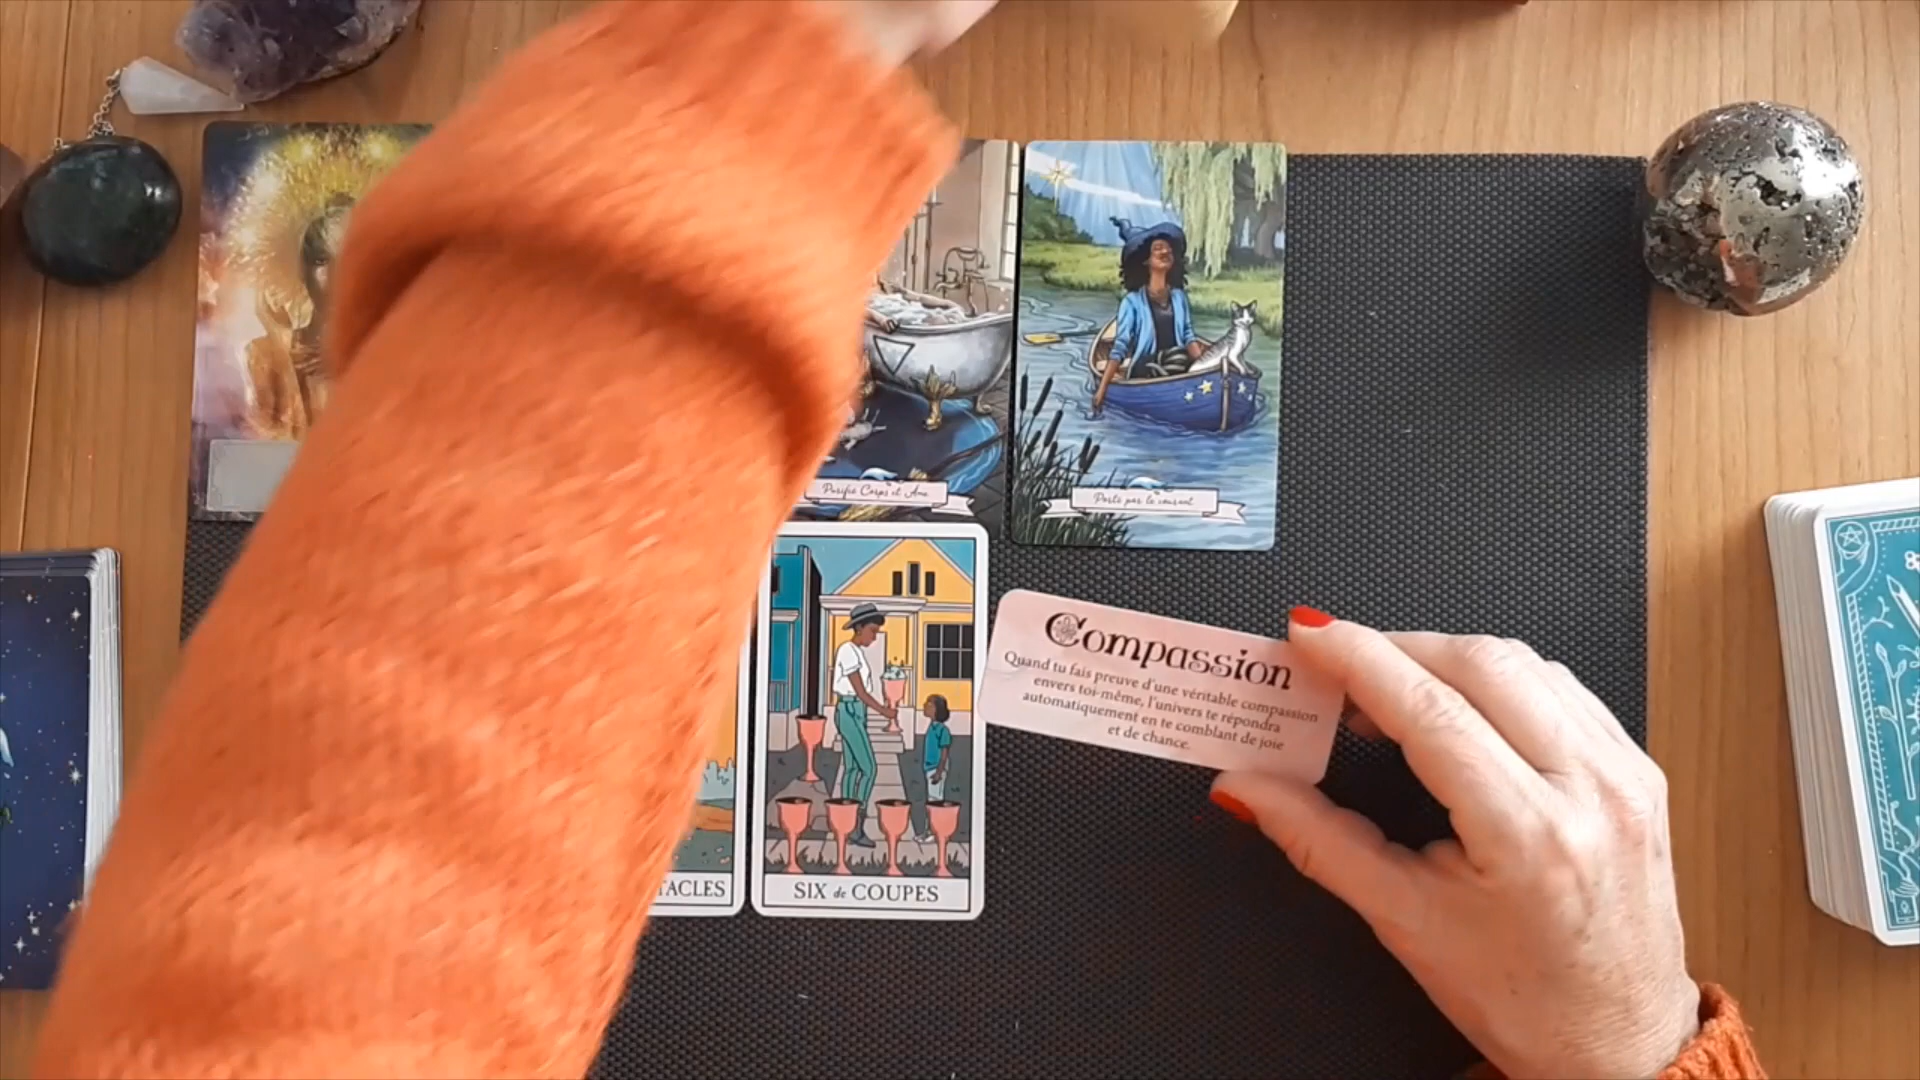 Purifie Corps et Âme
Porté par le courant
Compassion
Quand tu fais preuve d'une véritable compassion
envers toi-même, l'univers te répondra
automatiquement en te comblant de joie
et de chance.
TACLES
SIX de COUPES